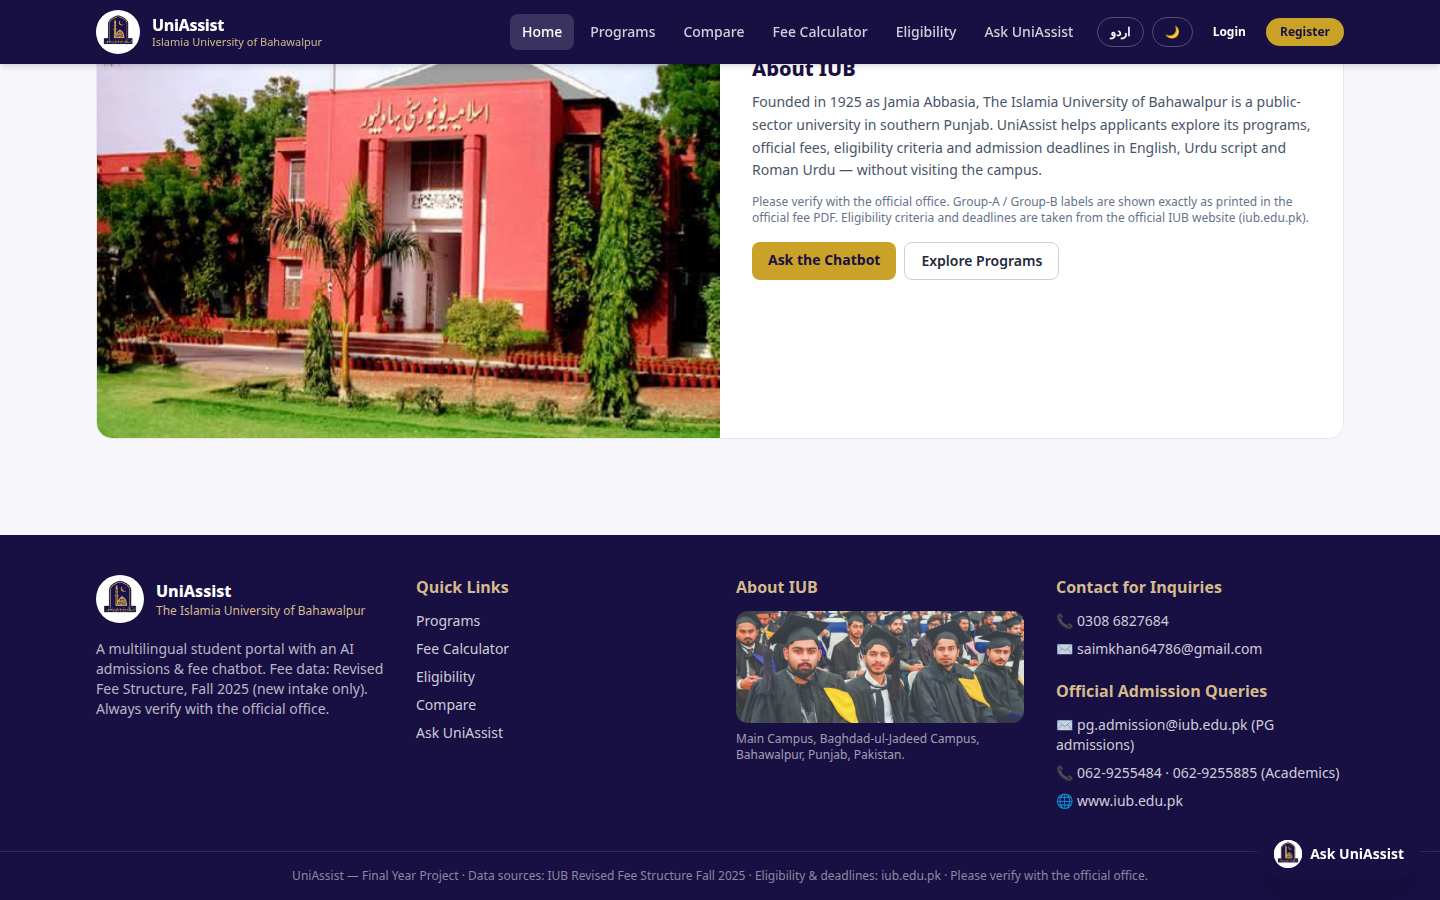 UniAssist
Islamia University of Bahawalpur
Home
Programs
Compare
Fee Calculator
Eligibility
Ask UniAssist
اردو
Login
Register
اسلامیہ یونیورسٹی بہاولپور
About IUB
Founded in 1925 as Jamia Abbasia, The Islamia University of Bahawalpur is a public-
sector university in southern Punjab. UniAssist helps applicants explore its programs,
official fees, eligibility criteria and admission deadlines in English, Urdu script and
Roman Urdu — without visiting the campus.
Please verify with the official office. Group-A / Group-B labels are shown exactly as printed in the
official fee PDF. Eligibility criteria and deadlines are taken from the official IUB website (iub.edu.pk).
Ask the Chatbot
Explore Programs
UniAssist
The Islamia University of Bahawalpur
A multilingual student portal with an AI
admissions & fee chatbot. Fee data: Revised
Fee Structure, Fall 2025 (new intake only).
Always verify with the official office.
Quick Links
Programs
Fee Calculator
Eligibility
Compare
Ask UniAssist
About IUB
Main Campus, Baghdad-ul-Jadeed Campus,
Bahawalpur, Punjab, Pakistan.
Contact for Inquiries
0308 6827684
saimkhan64786@gmail.com
Official Admission Queries
pg.admission@iub.edu.pk (PG
admissions)
062-9255484 · 062-9255885 (Academics)
www.iub.edu.pk
Ask UniAssist
UniAssist — Final Year Project · Data sources: IUB Revised Fee Structure Fall 2025 · Eligibility & deadlines: iub.edu.pk · Please verify with the official office.